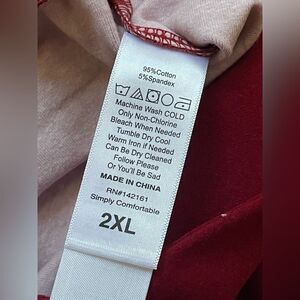 95%Cotton
5%Spandex
Machine Wash COLD
Only Non-Chlorine
Bleach When Needed
Tumble Dry Cool
Warm Iron if Needed
Can Be Dry Cleaned
Follow Please
Or You'll Be Sad
MADE IN CHINA
RN#142161
Simply Comfortable
2XL